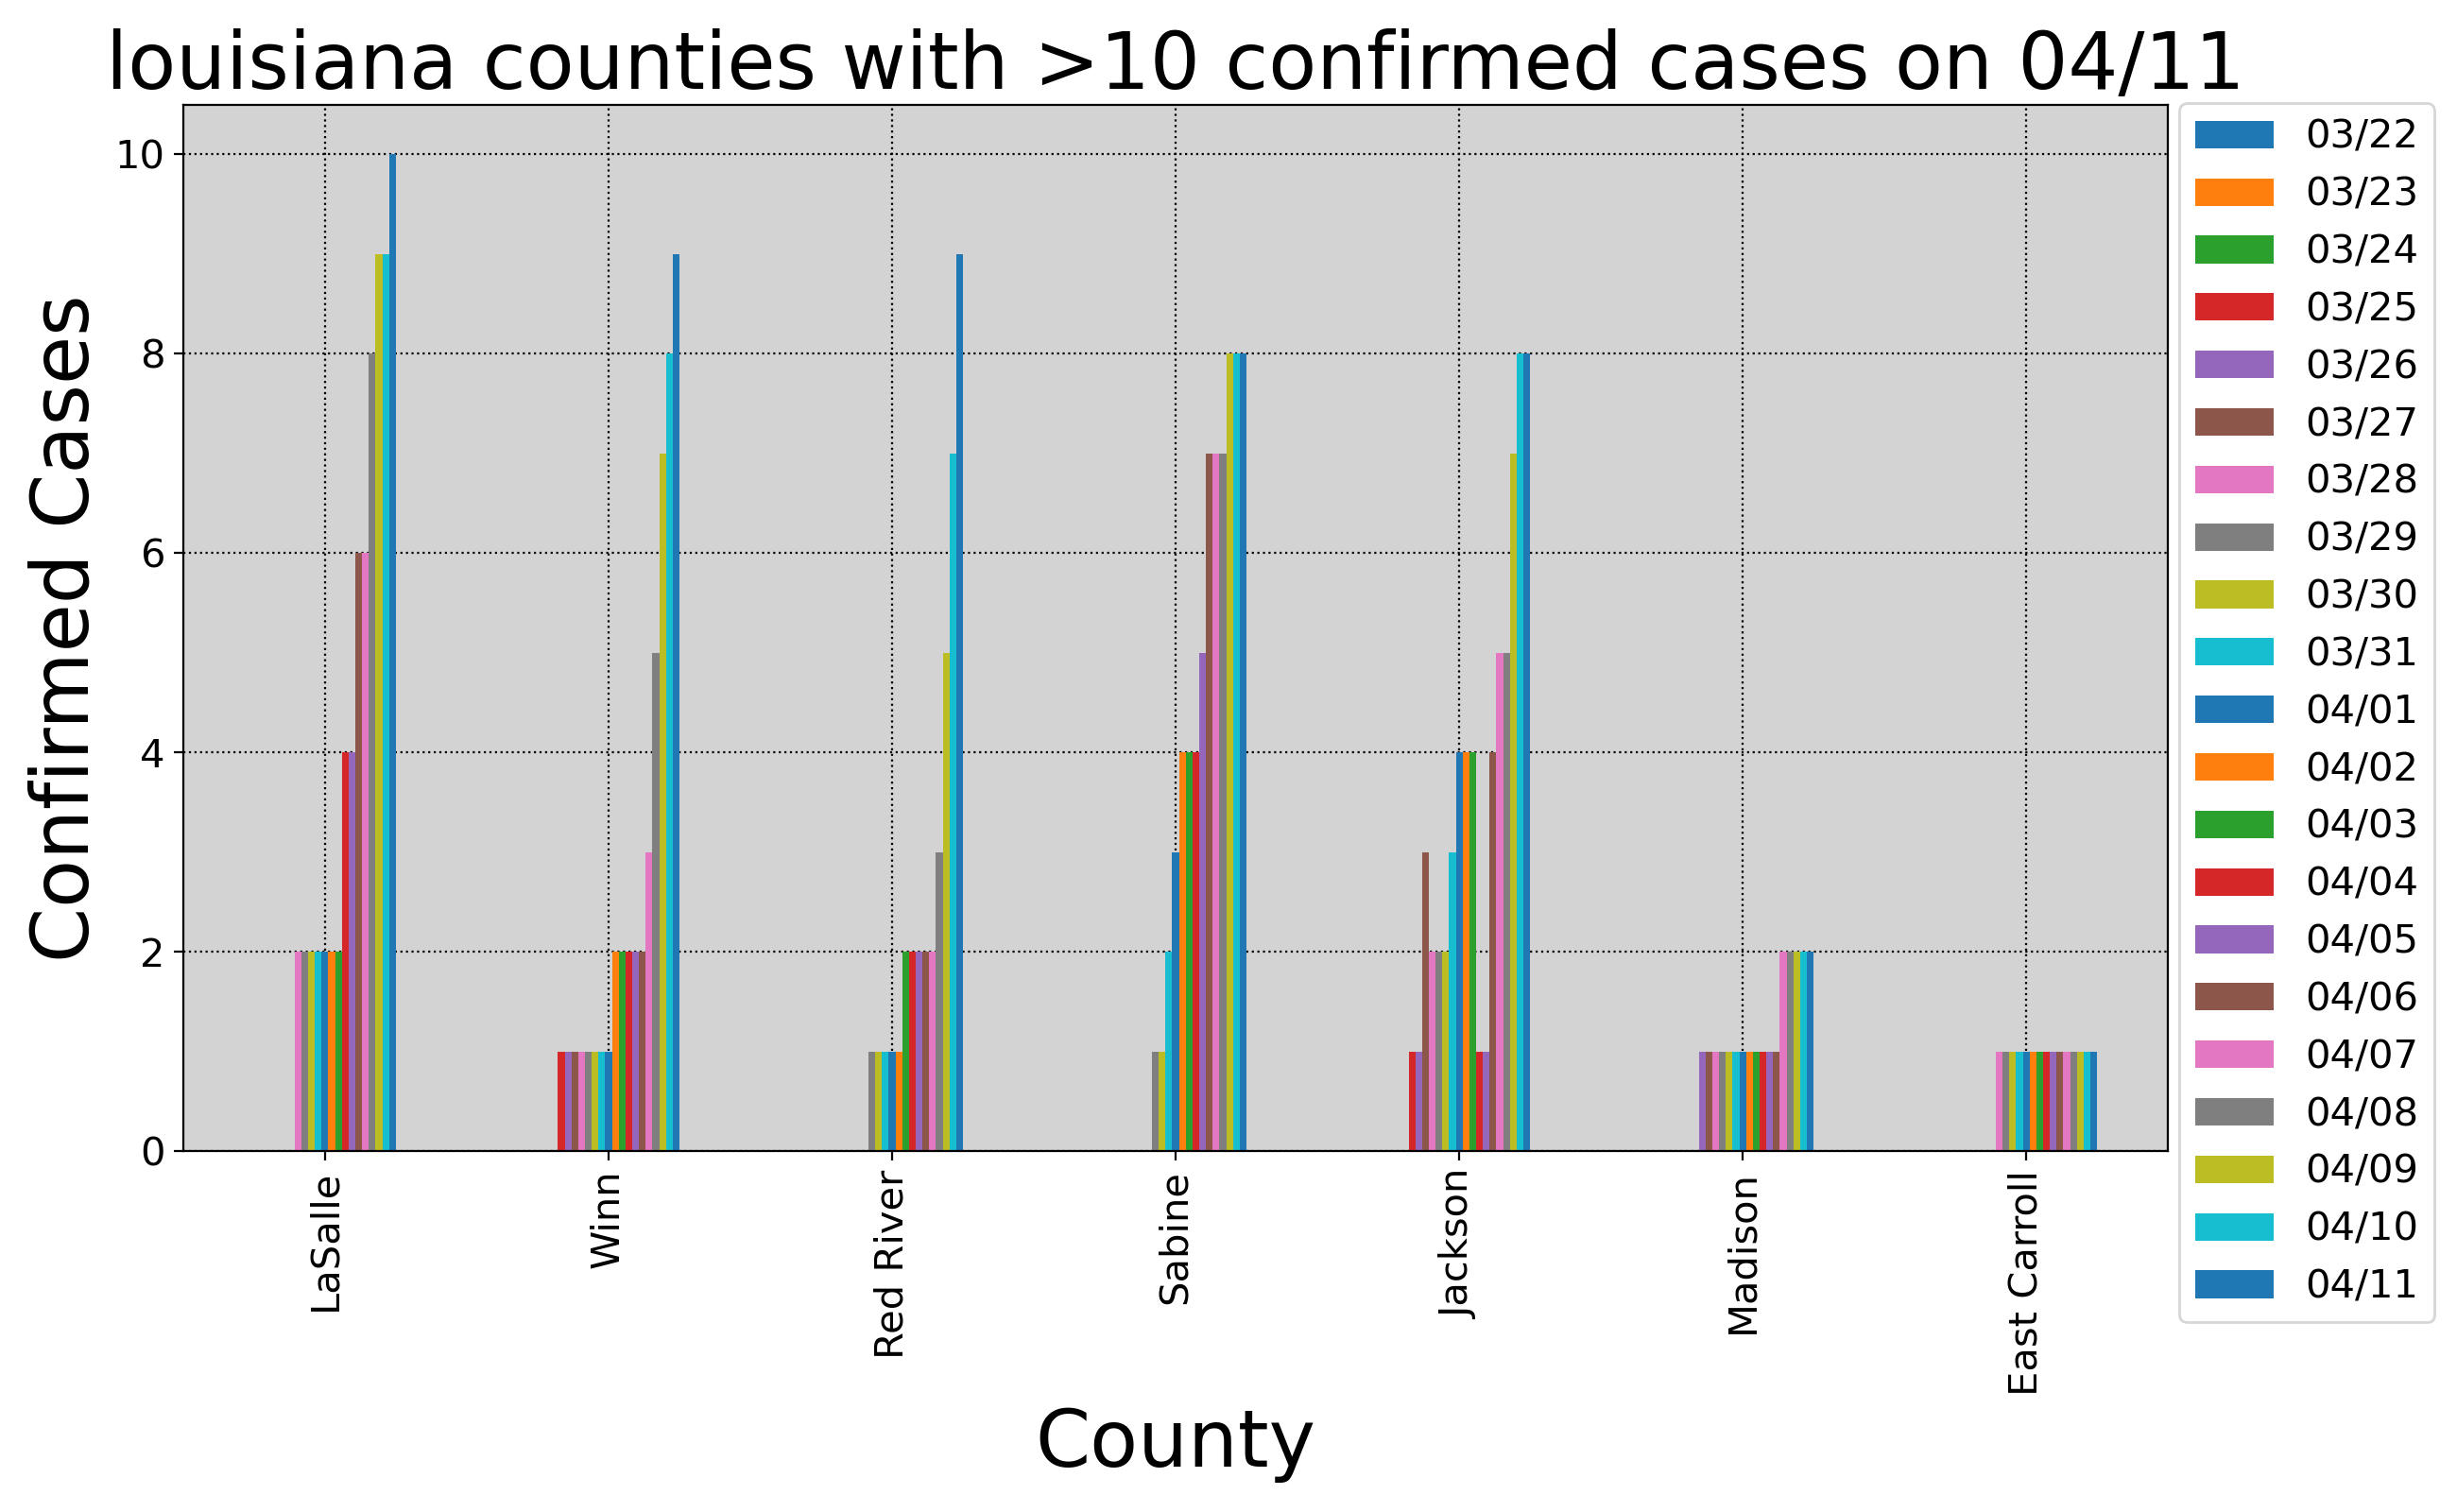 louisiana counties with >10 confirmed cases on 04/11
Confirmed Cases
10
8
6
4
2
0
LaSalle
Winn
Red River
Sabine
Jackson
Madison
East Carroll
County
03/22
03/23
03/24
03/25
03/26
03/27
03/28
03/29
03/30
03/31
04/01
04/02
04/03
04/04
04/05
04/06
04/07
04/08
04/09
04/10
04/11